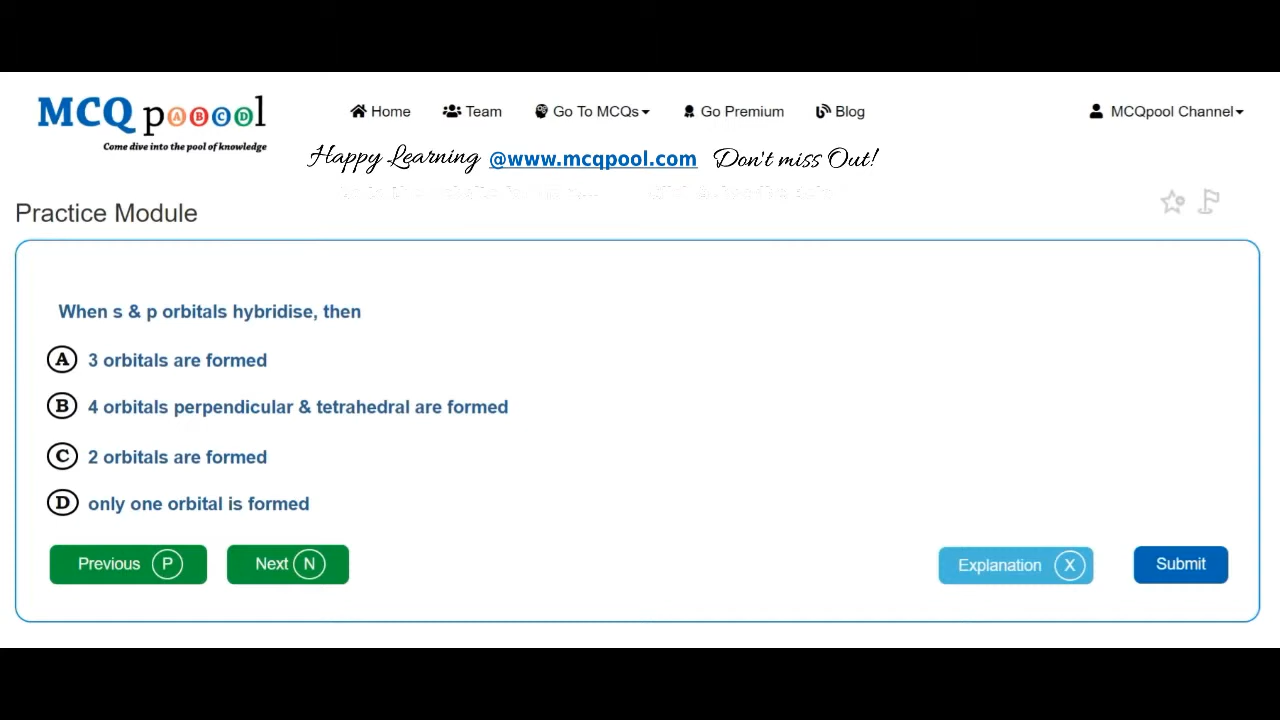 MCQ pooool
Come dive into the pool of knowledge
Home Team Go To MCQs Go Premium Blog MCQpool Channel
Happy Learning @www.mcqpool.com Don't miss Out!
Practice Module
When s & p orbitals hybridise, then
A 3 orbitals are formed
B 4 orbitals perpendicular & tetrahedral are formed
C 2 orbitals are formed
D only one orbital is formed
Previous P Next N Explanation X Submit